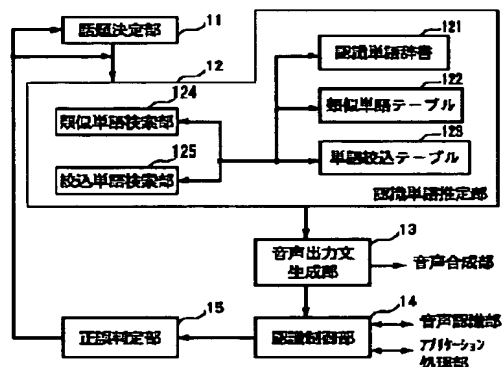 11
話題決定部
12
121
認識単語辞書
122
類似単語テーブル
123
単語絞込テーブル
124
類似単語検索部
125
絞込単語検索部
認識単語推定部
13
音声出力文
生成部
音声合成部
14
認識制御部
音声認識部
アプリケーション
処理部
15
正誤判定部